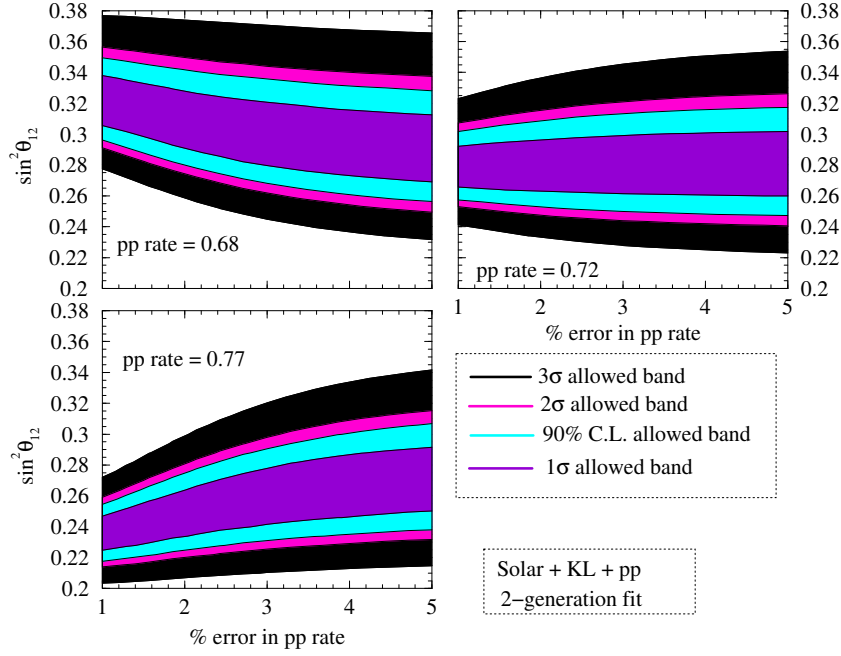 0.38
0.36
0.34
0.32
0.3
0.28
0.26
0.24
0.22
0.2
sin²θ₁₂
pp rate = 0.68
0.38
0.36
0.34
0.32
0.3
0.28
0.26
0.24
0.22
0.2
pp rate = 0.72
1 2 3 4 5
% error in pp rate
0.38
0.36
0.34
0.32
0.3
0.28
0.26
0.24
0.22
0.2
sin²θ₁₂
pp rate = 0.77
1 2 3 4 5
% error in pp rate
3σ allowed band
2σ allowed band
90% C.L. allowed band
1σ allowed band
Solar + KL + pp
2−generation fit